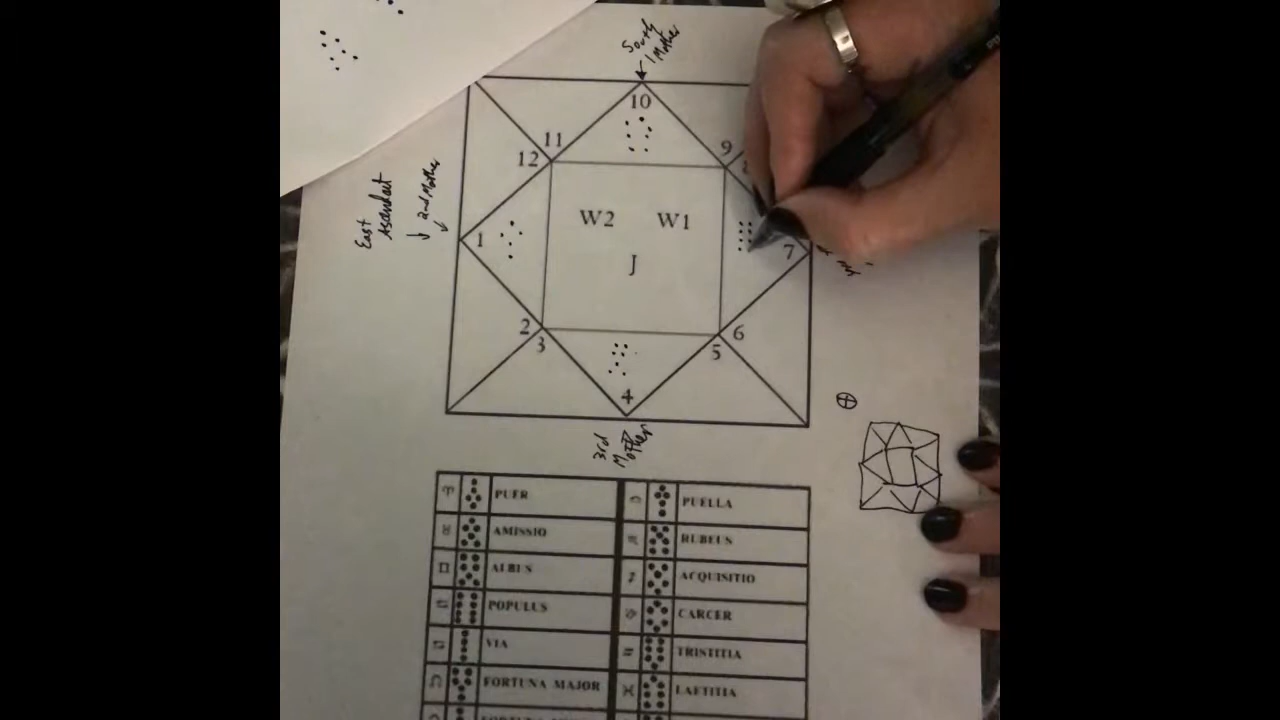 South
1 Mother
10
11
9
12
East
Ascendant
2nd Mother
1
W2 W1
7
J
2
3
6
5
4
3rd
Mother
♈ PUER
♎ PUELLA
♉ AMISSIO
♏ RUBEUS
♊ ALBUS
♐ ACQUISITIO
♋ POPULUS
♑ CARCER
VIA
♒ TRISTITIA
FORTUNA MAJOR
♓ LAETITIA